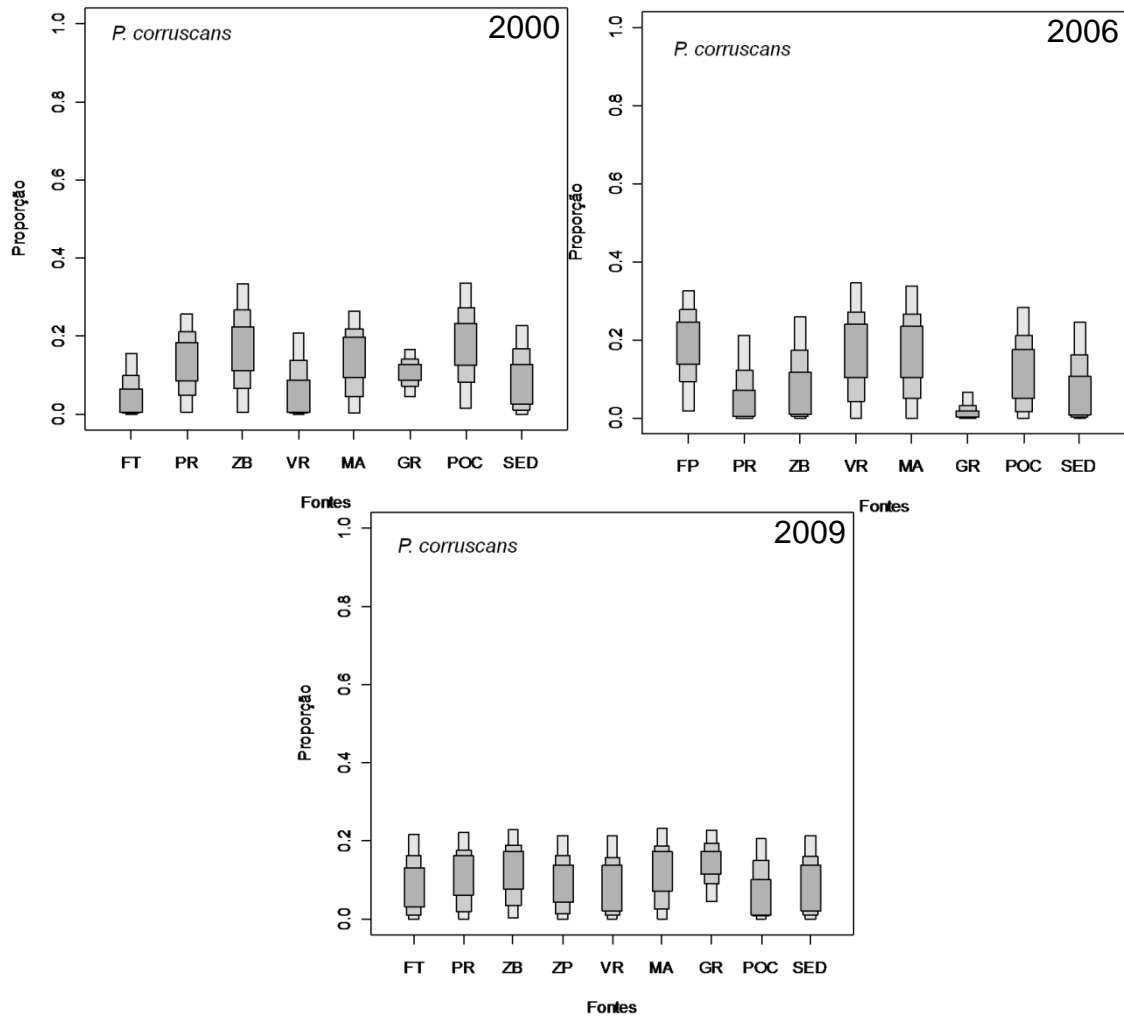 P. corruscans
2000
1.0
0.8
0.6
0.4
0.2
0.0
Proporção
FT PR ZB VR MA GR POC SED
Fontes
P. corruscans
2006
1.0
0.8
0.6
0.4
0.2
0.0
Proporção
FP PR ZB VR MA GR POC SED
Fontes
P. corruscans
2009
1.0
0.8
0.6
0.4
0.2
0.0
Proporção
FT PR ZB ZP VR MA GR POC SED
Fontes